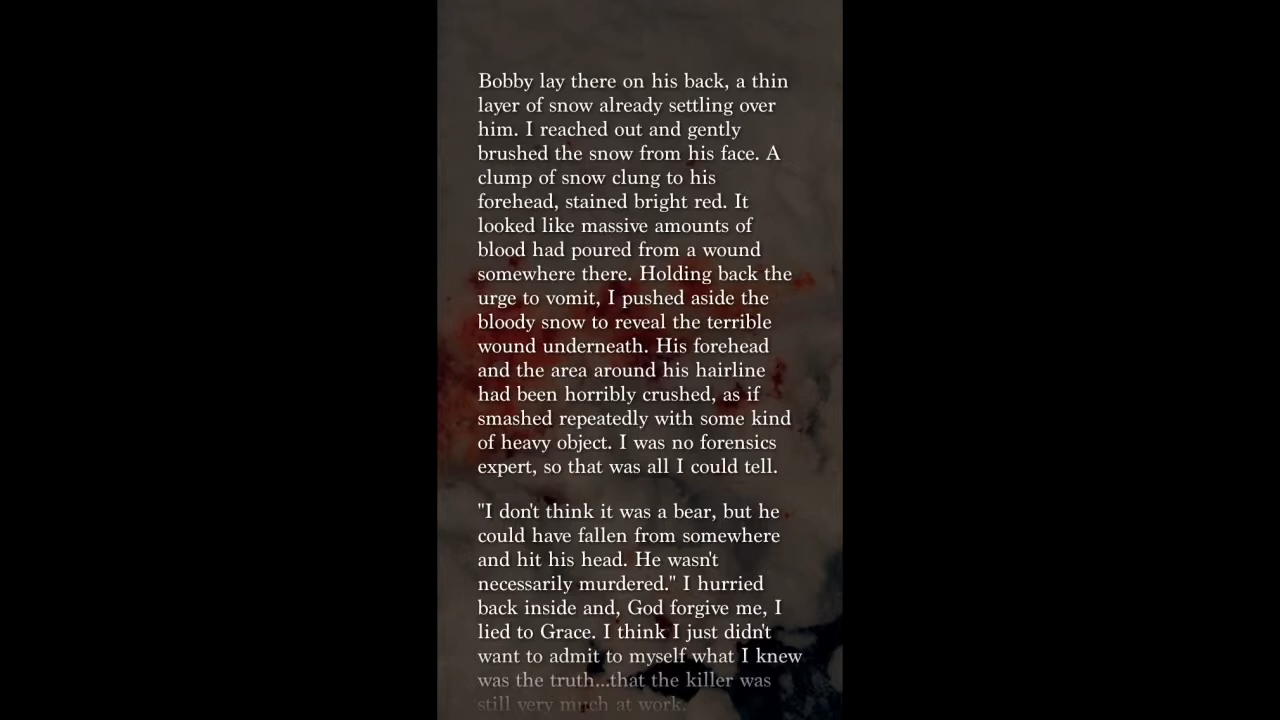 Bobby lay there on his back, a thin
layer of snow already settling over
him. I reached out and gently
brushed the snow from his face. A
clump of snow clung to his
forehead, stained bright red. It
looked like massive amounts of
blood had poured from a wound
somewhere there. Holding back the
urge to vomit, I pushed aside the
bloody snow to reveal the terrible
wound underneath. His forehead
and the area around his hairline
had been horribly crushed, as if
smashed repeatedly with some kind
of heavy object. I was no forensics
expert, so that was all I could tell.

"I don't think it was a bear, but he
could have fallen from somewhere
and hit his head. He wasn't
necessarily murdered." I hurried
back inside and, God forgive me, I
lied to Grace. I think I just didn't
want to admit to myself what I knew
was the truth...that the killer was
still very much at work.